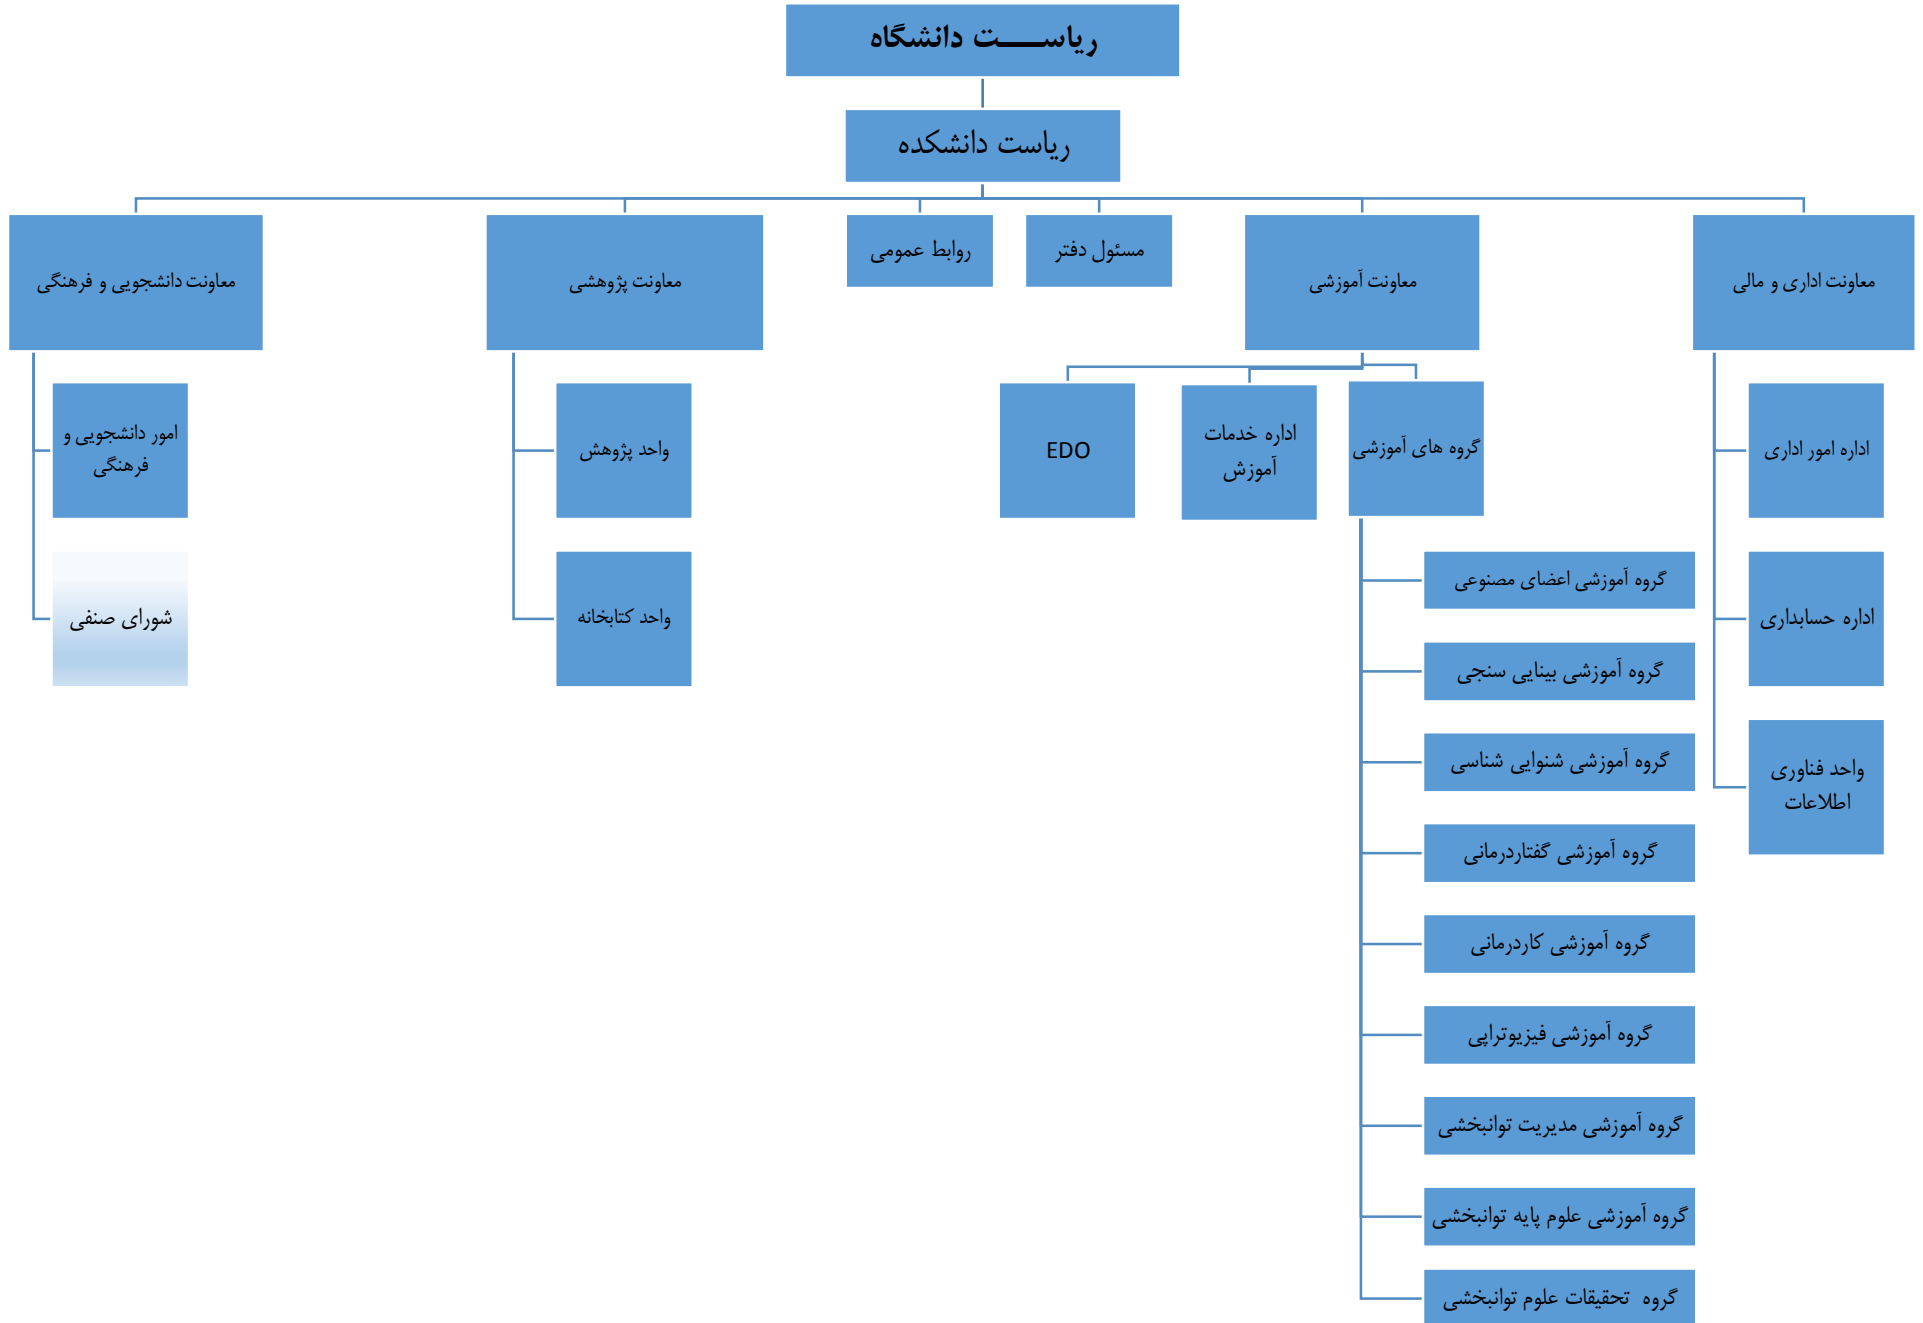 ریاســـت دانشگاه
ریاست دانشکده
معاونت اداری و مالی
معاونت آموزشی
مسئول دفتر
روابط عمومی
معاونت پژوهشی
معاونت دانشجویی و فرهنگی
اداره امور اداری
اداره حسابداری
واحد فناوری
اطلاعات
گروه های آموزشی
اداره خدمات
آموزش
EDO
گروه آموزشی اعضای مصنوعی
گروه آموزشی بینایی سنجی
گروه آموزشی شنوایی شناسی
گروه آموزشی گفتاردرمانی
گروه آموزشی کاردرمانی
گروه آموزشی فیزیوتراپی
گروه آموزشی مدیریت توانبخشی
گروه آموزشی علوم پایه توانبخشی
گروه تحقیقات علوم توانبخشی
واحد پژوهش
واحد کتابخانه
امور دانشجویی و
فرهنگی
شورای صنفی